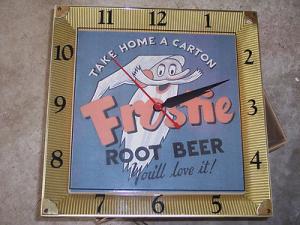 11 12 1
TAKE HOME A CARTON
10 2
Frostie
9 3
ROOT BEER
8 4
You'll love it!
7 6 5